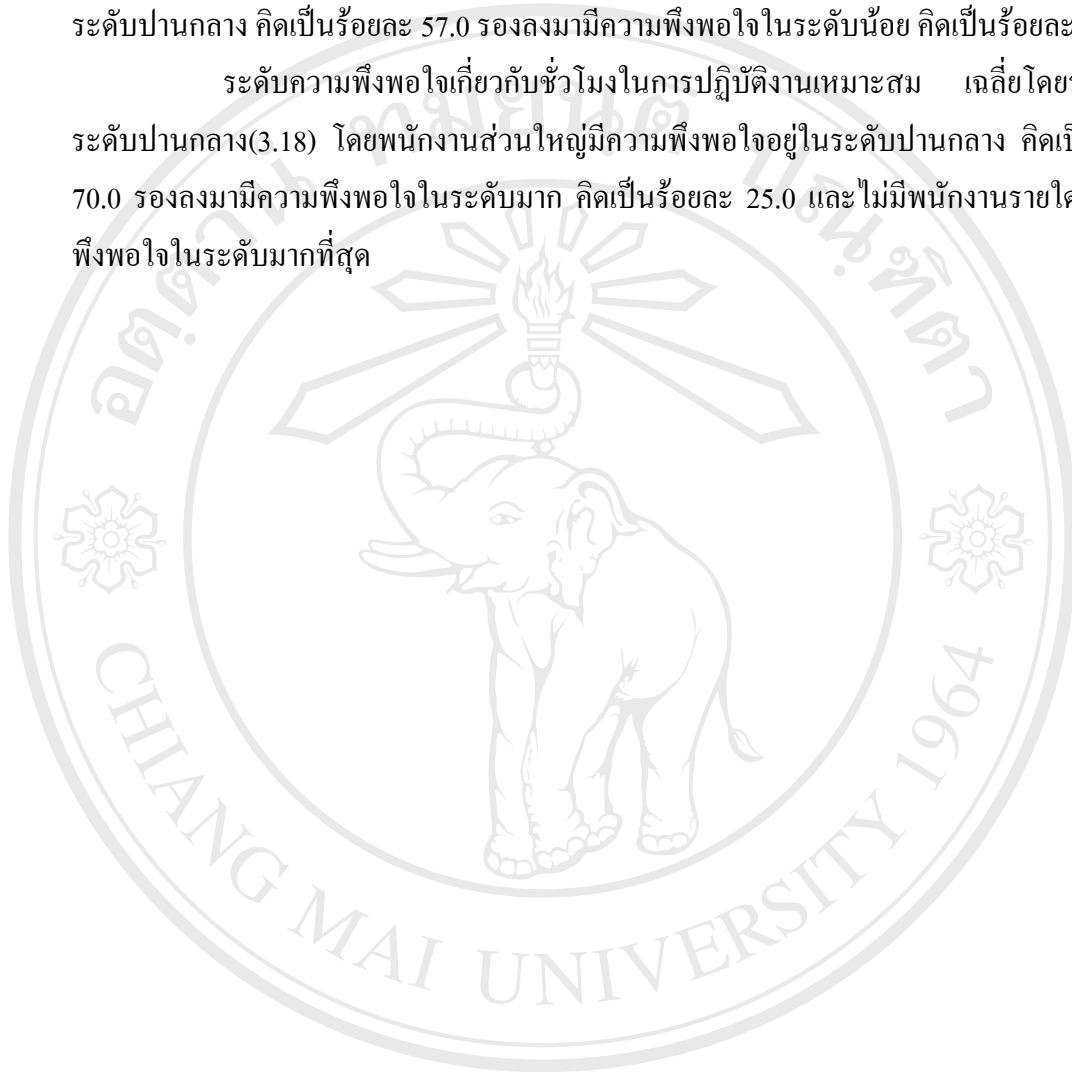 ระดับปานกลาง คิดเป็นร้อยละ 57.0 รองลงมามีความพึงพอใจในระดับน้อย คิดเป็นร้อยละ
ระดับความพึงพอใจเกี่ยวกับชั่วโมงในการปฏิบัติงานเหมาะสม เฉลี่ยโดย
ระดับปานกลาง(3.18) โดยพนักงานส่วนใหญ่มีความพึงพอใจอยู่ในระดับปานกลาง
70.0 รองลงมามีความพึงพอใจในระดับมาก คิดเป็นร้อยละ 25.0 และไม่มีพนักงานรายใด
พึงพอใจในระดับมากที่สุด
CHIANG MAI UNIVERSITY 1964